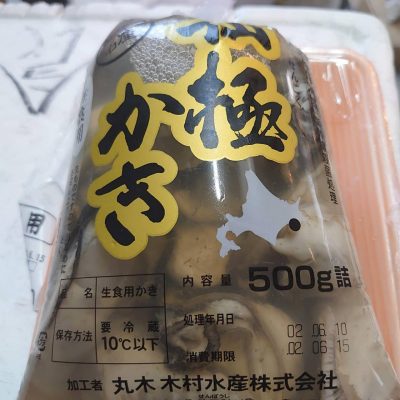 極
かき
用
品名 生食用かき
内容量 500g詰
保存方法 要冷蔵 10℃以下
処理年月日 02.06.10
消費期限 02.06.15
加工者 丸木 木村水産株式会社